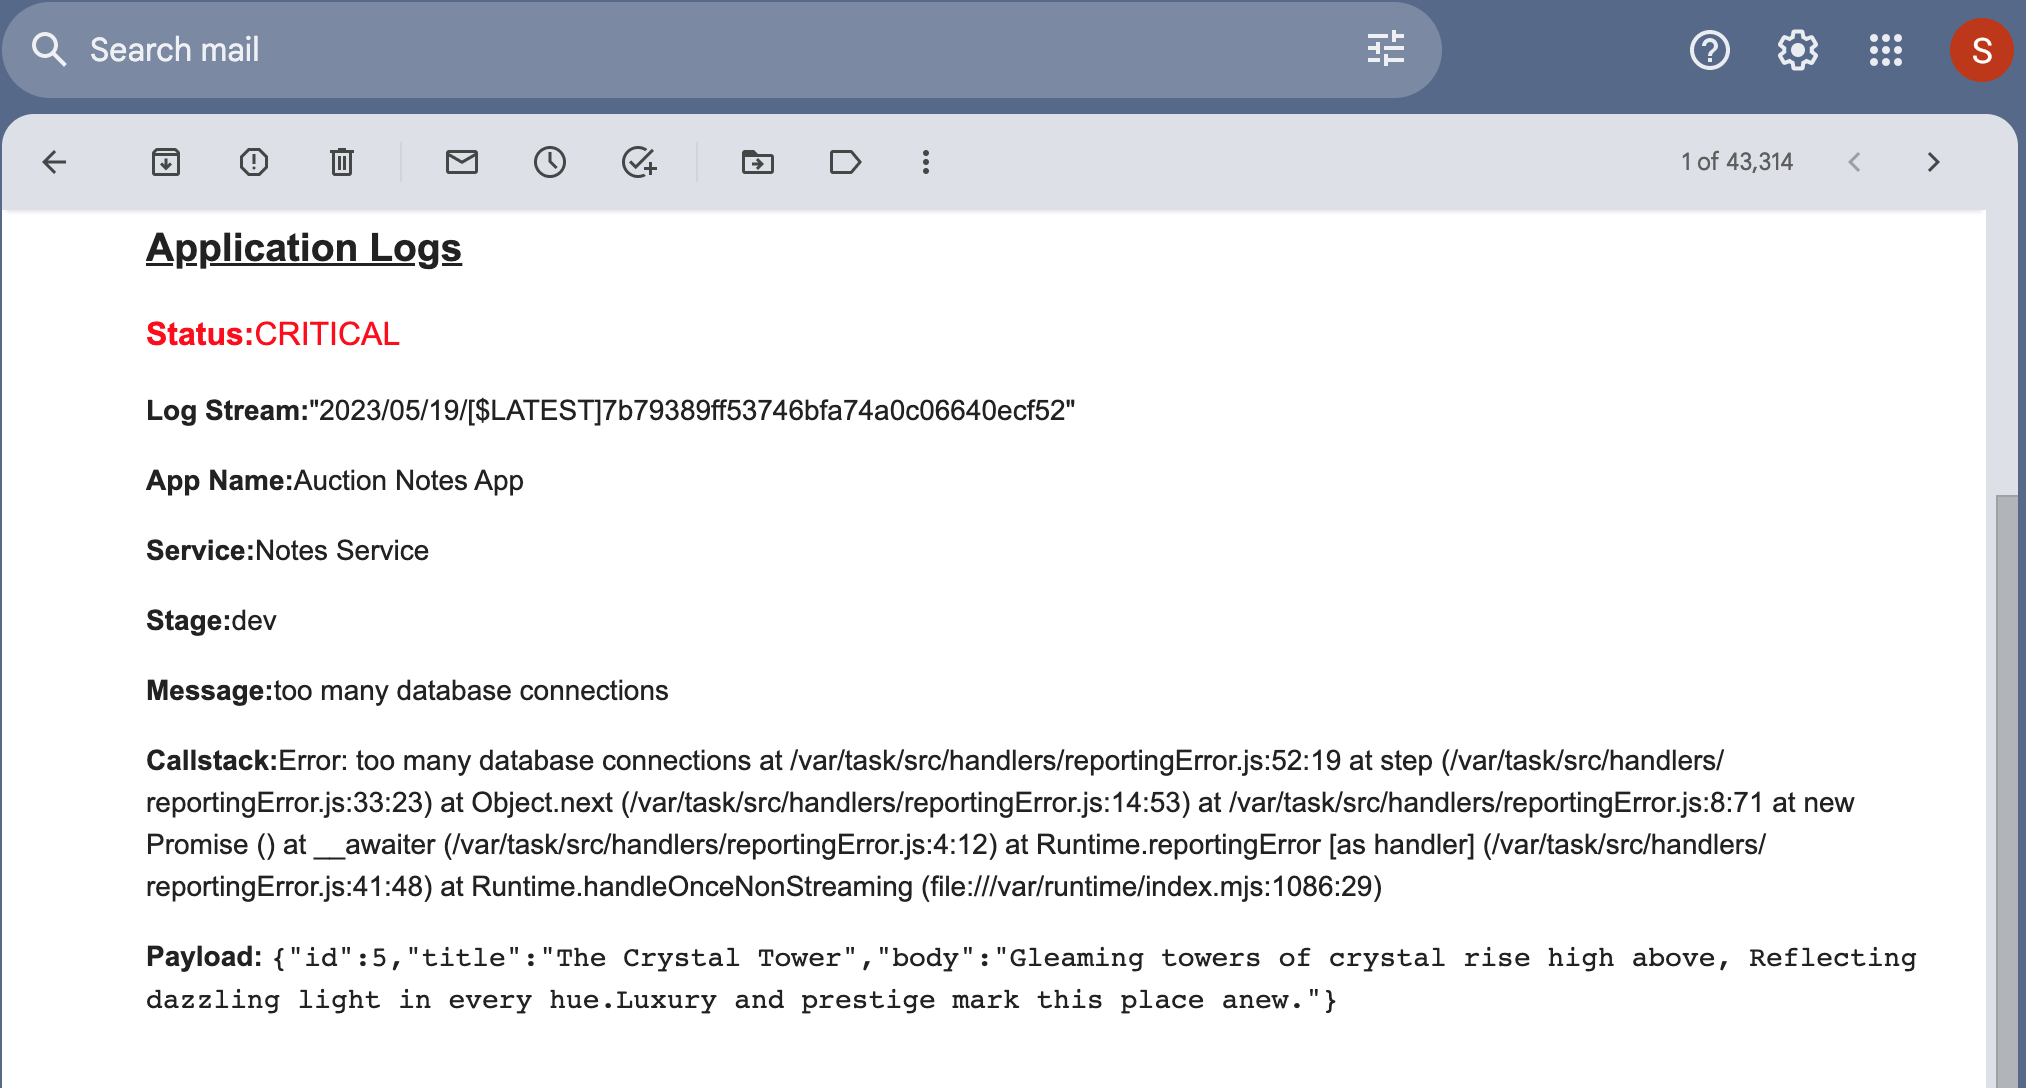 Search mail
S
1 of 43,314
Application Logs
Status:CRITICAL
Log Stream:"2023/05/19/[$LATEST]7b79389ff53746bfa74a0c06640ecf52"
App Name:Auction Notes App
Service:Notes Service
Stage:dev
Message:too many database connections
Callstack:Error: too many database connections at /var/task/src/handlers/reportingError.js:52:19 at step (/var/task/src/handlers/
reportingError.js:33:23) at Object.next (/var/task/src/handlers/reportingError.js:14:53) at /var/task/src/handlers/reportingError.js:8:71 at new
Promise () at __awaiter (/var/task/src/handlers/reportingError.js:4:12) at Runtime.reportingError [as handler] (/var/task/src/handlers/
reportingError.js:41:48) at Runtime.handleOnceNonStreaming (file:///var/runtime/index.mjs:1086:29)
Payload: {"id":5,"title":"The Crystal Tower","body":"Gleaming towers of crystal rise high above, Reflecting
dazzling light in every hue.Luxury and prestige mark this place anew."}